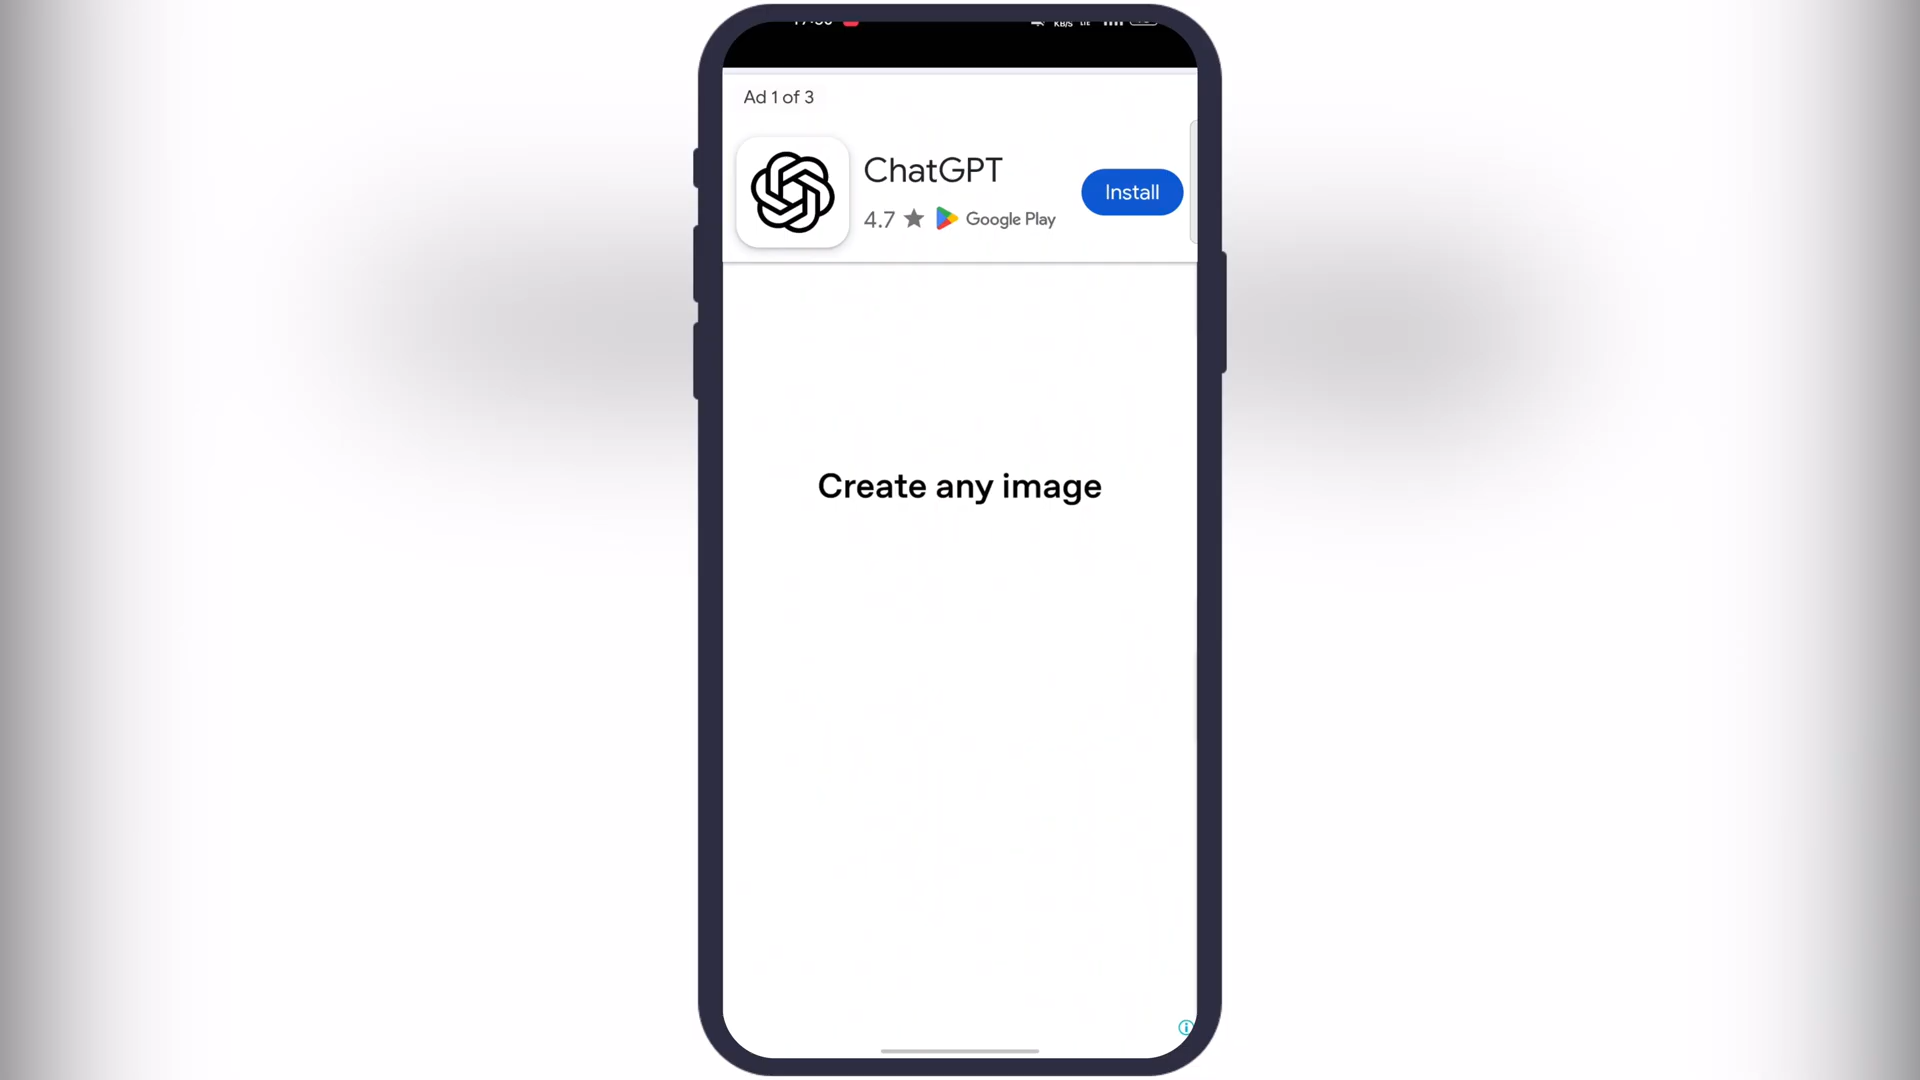 Ad 1 of 3
ChatGPT
4.7 ★ Google Play
Install
Create any image